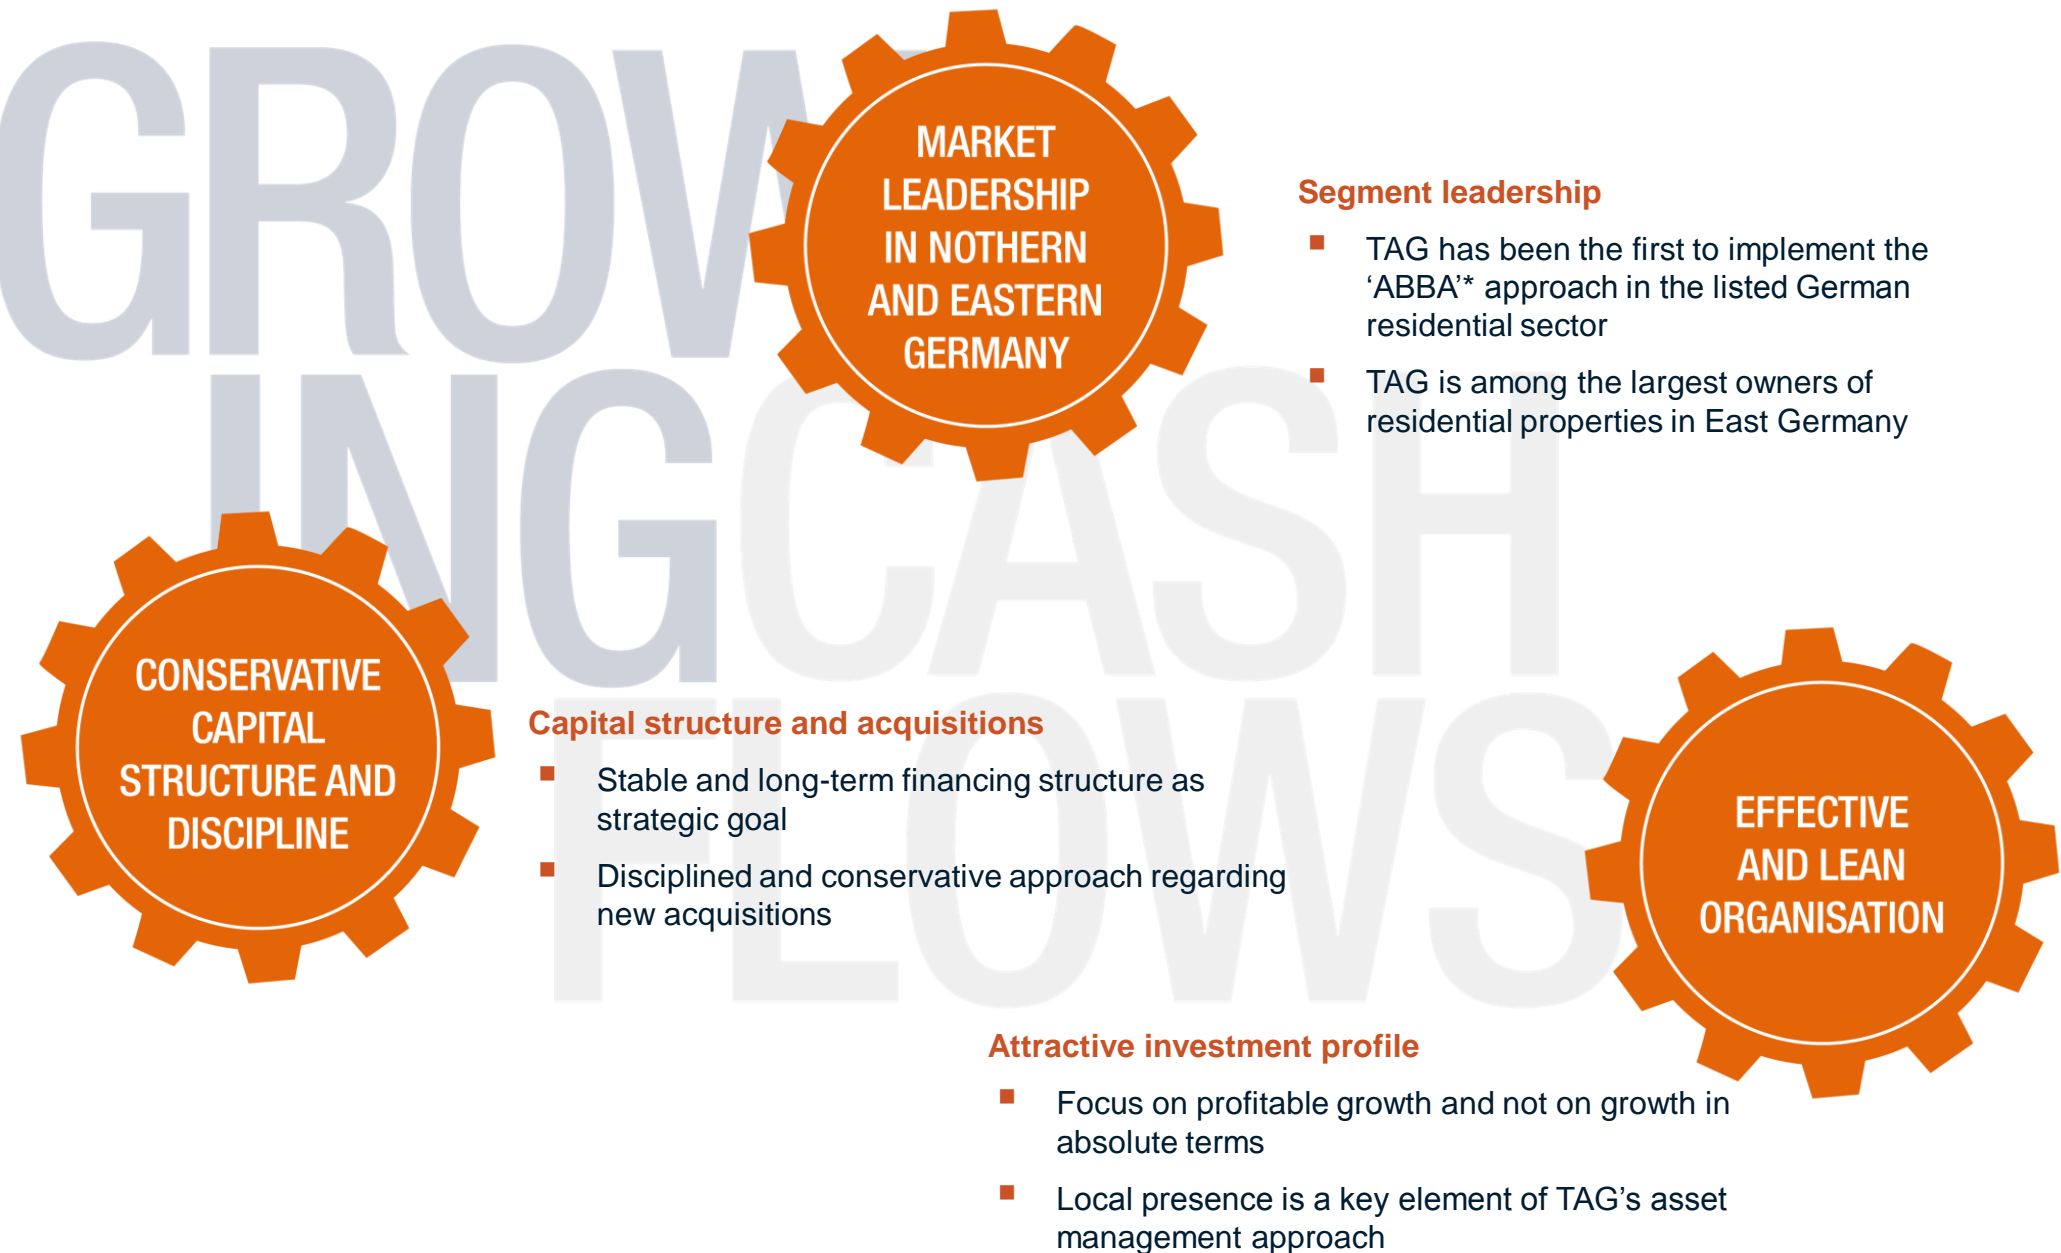 GROW
ING CASH
FLOWS
MARKET
LEADERSHIP
IN NOTHERN
AND EASTERN
GERMANY
Segment leadership
TAG has been the first to implement the
‘ABBA’* approach in the listed German
residential sector
TAG is among the largest owners of
residential properties in East Germany
CONSERVATIVE
CAPITAL
STRUCTURE AND
DISCIPLINE
Capital structure and acquisitions
Stable and long-term financing structure as
strategic goal
Disciplined and conservative approach regarding
new acquisitions
EFFECTIVE
AND LEAN
ORGANISATION
Attractive investment profile
Focus on profitable growth and not on growth in
absolute terms
Local presence is a key element of TAG’s asset
management approach